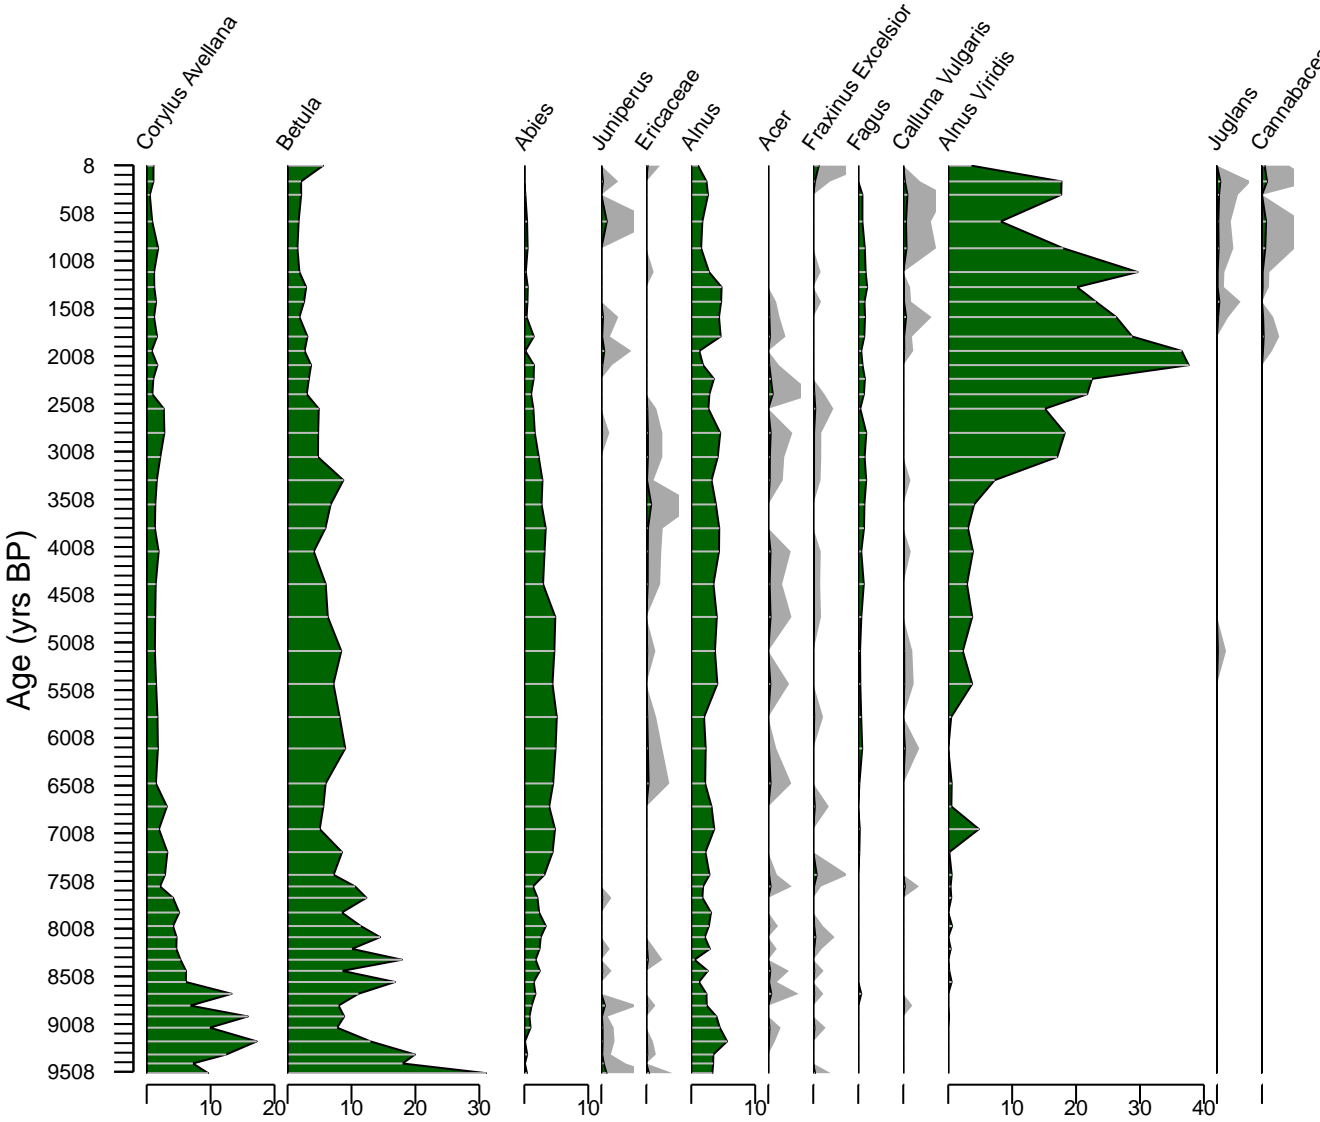 Corylus Avellana
Betula
Abies
Juniperus
Ericaceae
Alnus
Acer
Fraxinus Excelsior
Fagus
Calluna Vulgaris
Alnus Viridis
Juglans
Cannabacea
Age (yrs BP)
8
508
1008
1508
2008
2508
3008
3508
4008
4508
5008
5508
6008
6508
7008
7508
8008
8508
9008
9508
10 20 10 20 30 10 10 10 20 30 40